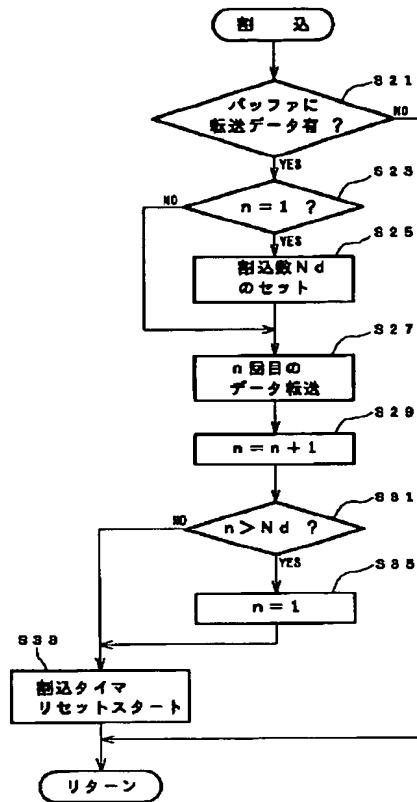 割 込
S21
バッファに
転送データ有 ?
NO
YES
S23
NO
n=1 ?
YES
S25
割込数Nd
のセット
S27
n回目の
データ転送
S29
n=n+1
S31
NO
n>Nd ?
YES
S35
n=1
S33
割込タイマ
リセットスタート
リターン